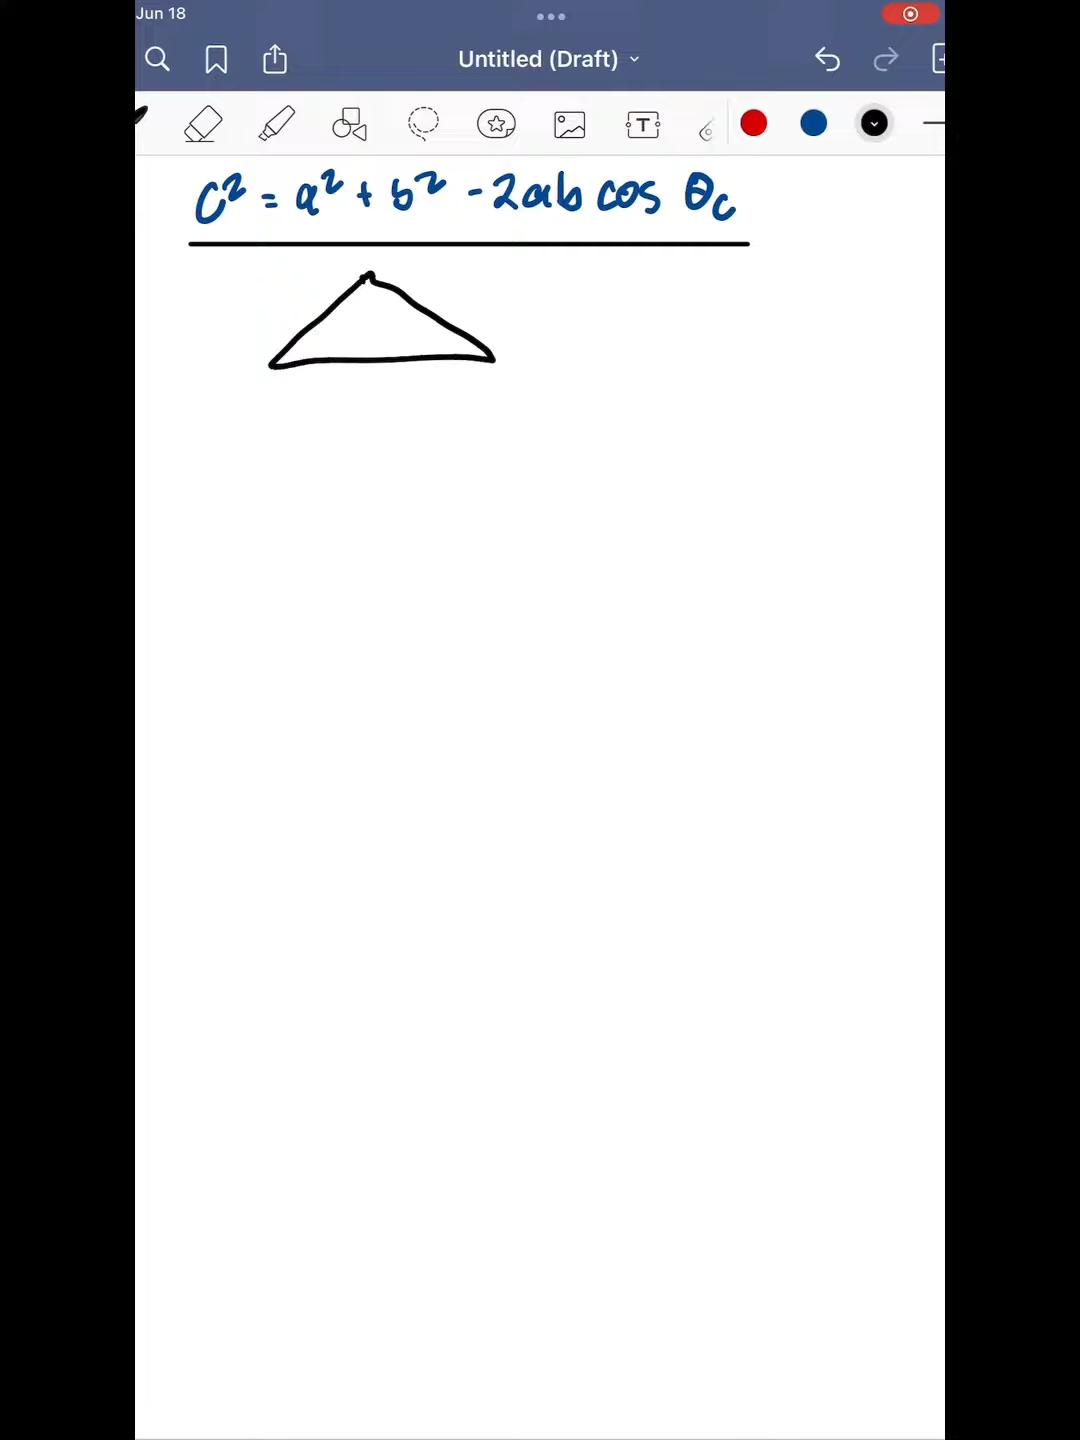 Jun 18
Untitled (Draft)
T
c² = a² + b² - 2ab cos θc